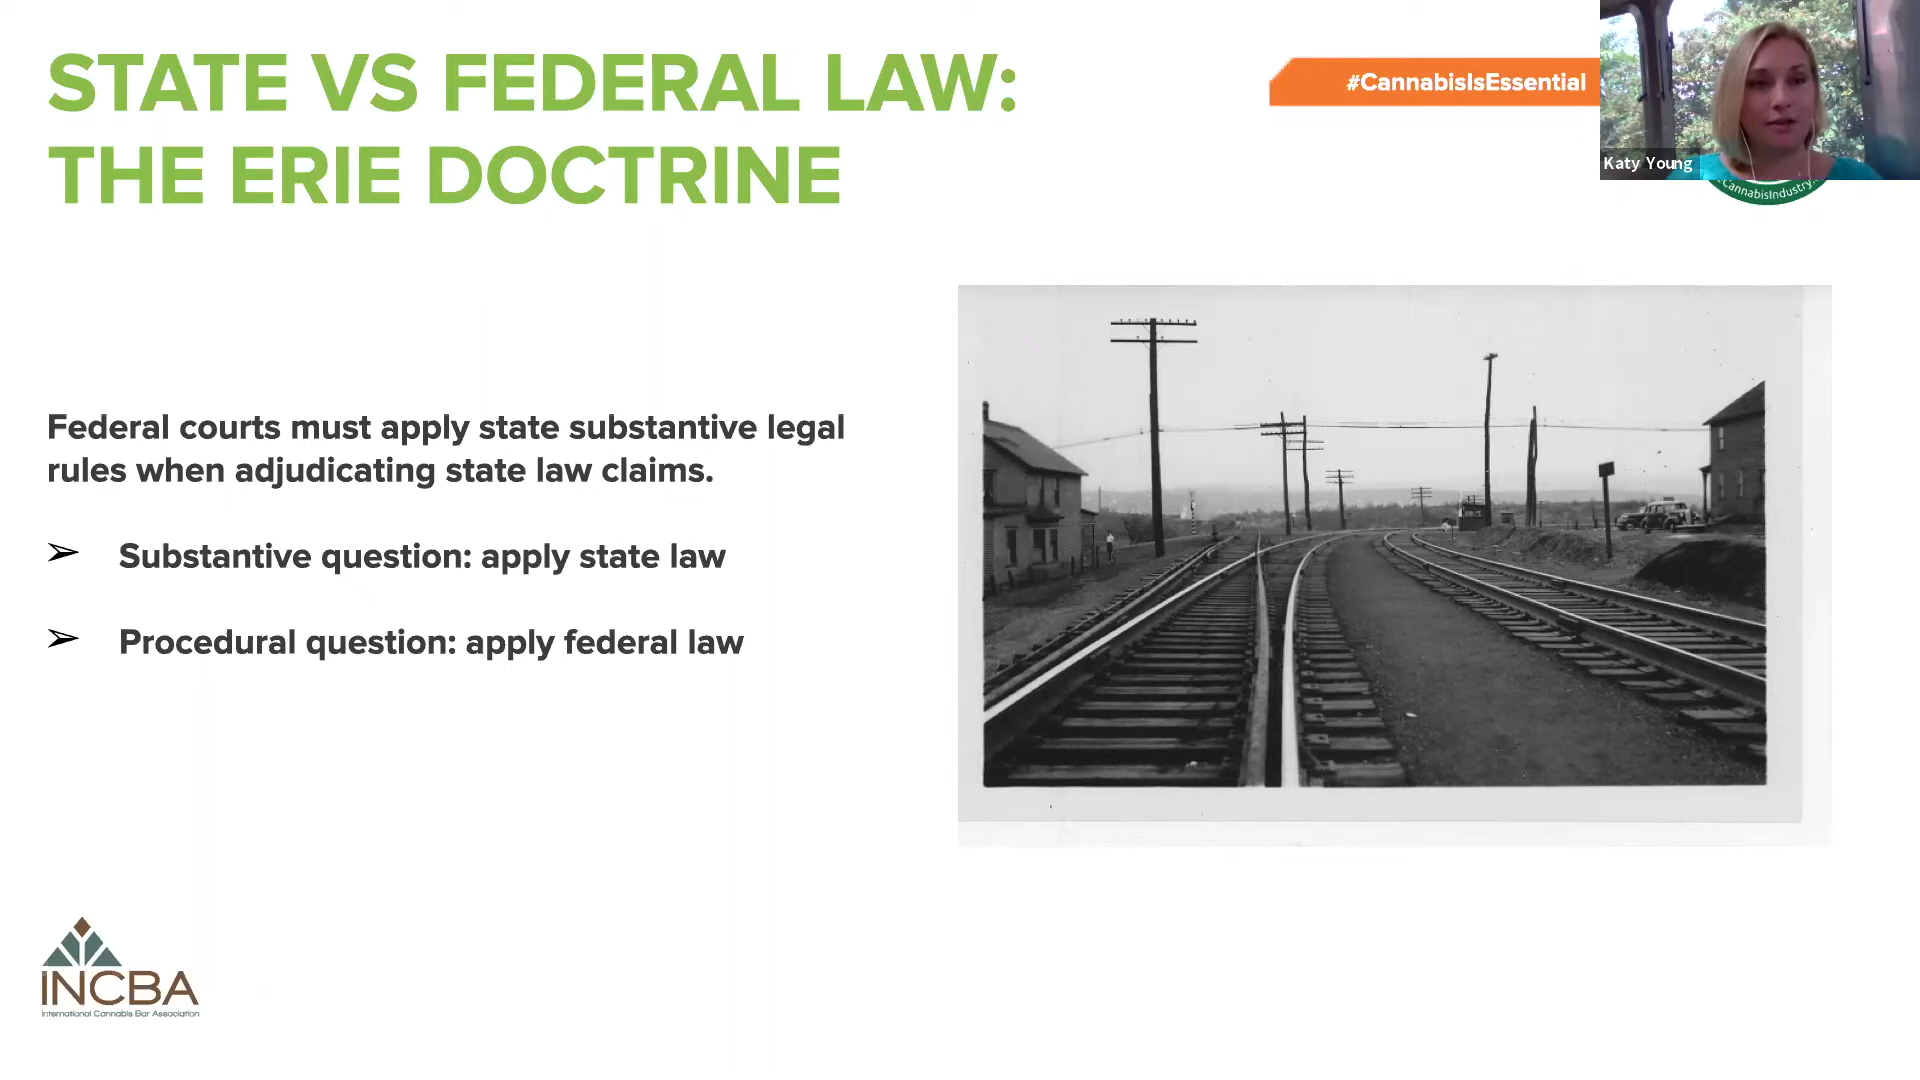 STATE VS FEDERAL LAW:
THE ERIE DOCTRINE
#CannabisIsEssential
Katy Young
CannabisIndustry
Federal courts must apply state substantive legal
rules when adjudicating state law claims.
➢ Substantive question: apply state law
➢ Procedural question: apply federal law
INCBA
International Cannabis Bar Association